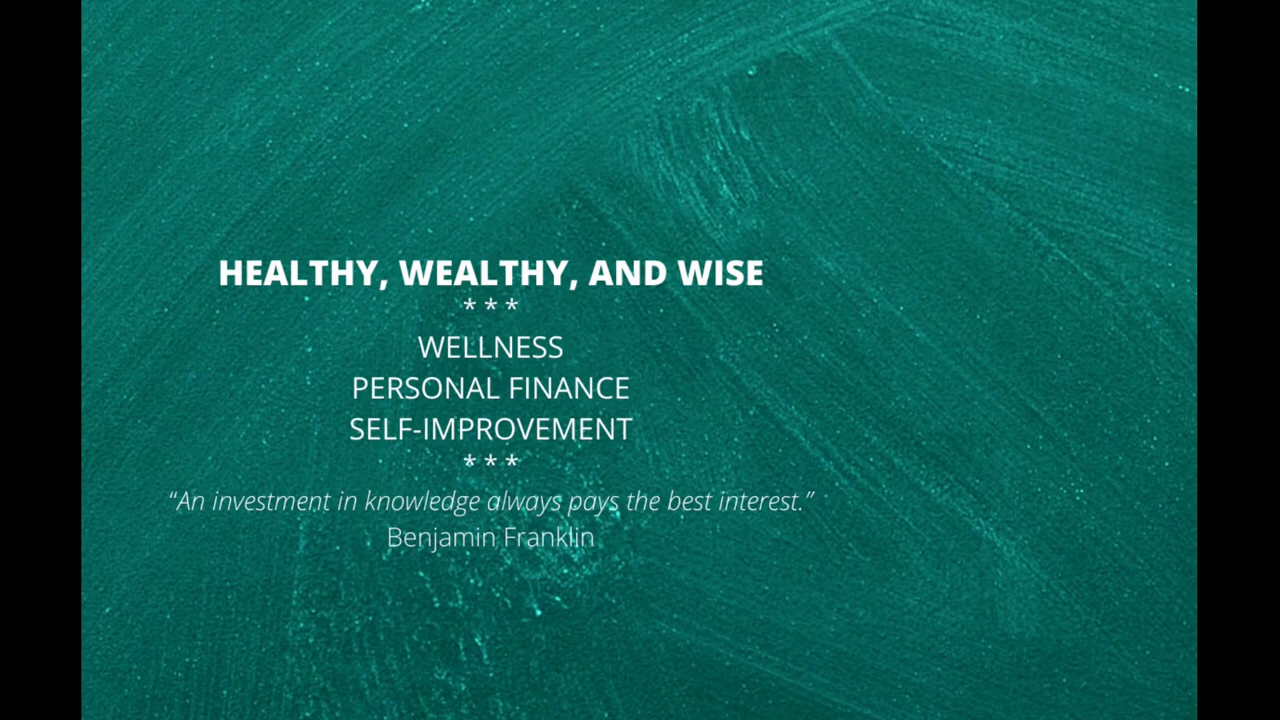 HEALTHY, WEALTHY, AND WISE
* * *
WELLNESS
PERSONAL FINANCE
SELF-IMPROVEMENT
* * *
“An investment in knowledge always pays the best interest.”
Benjamin Franklin